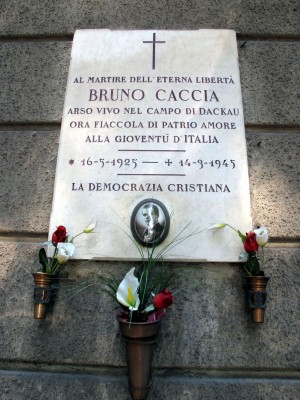 AL MARTIRE DELL'ETERNA LIBERTÀ
BRUNO CACCIA
ARSO VIVO NEL CAMPO DI DACKAU
ORA FIACCOLA DI PATRIO AMORE
ALLA GIOVENTÙ D'ITALIA
* 16-5-1925 — + 14-3-1945
LA DEMOCRAZIA CRISTIANA